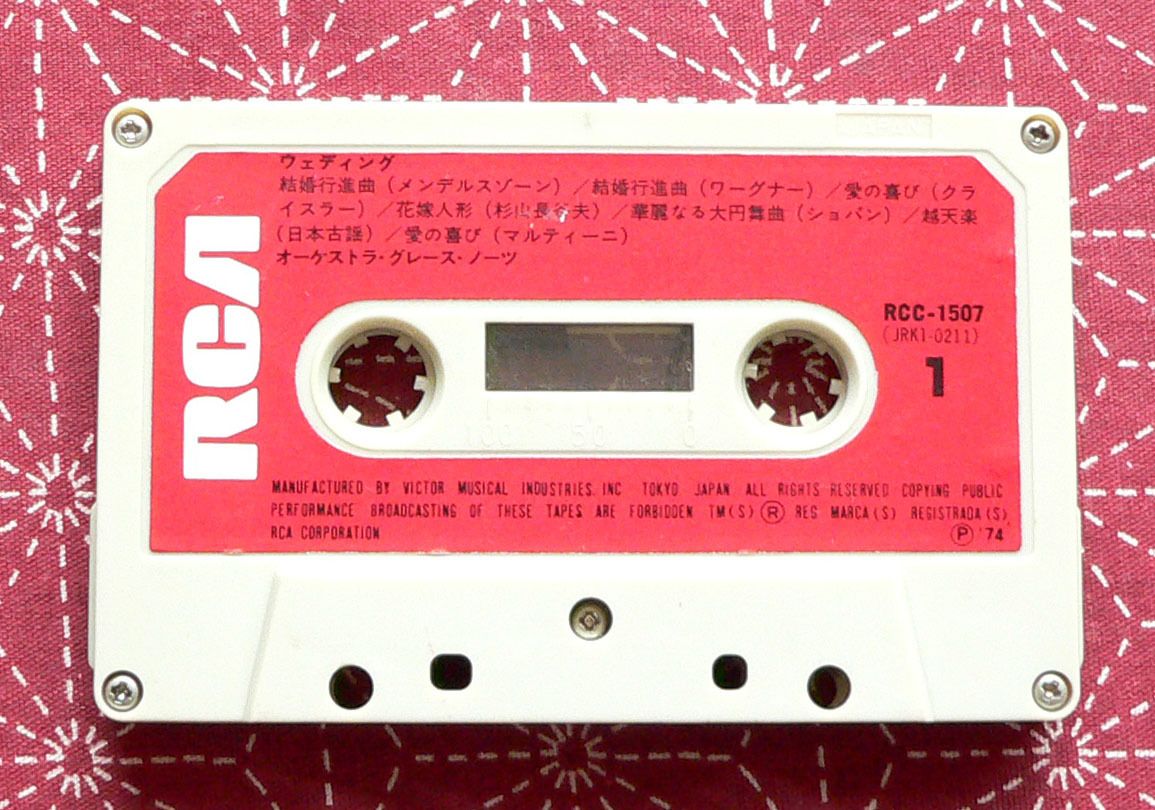 JAPAN
ウェディング
結婚行進曲（メンデルスゾーン）／結婚行進曲（ワーグナー）／愛の喜び（クラ
イスラー）／花嫁人形（杉山長谷夫）／華麗なる大円舞曲（ショパン）／越天楽
（日本古謡）／愛の喜び（マルティーニ）
オーケストラ・グレース・ノーツ
RCA
RCC-1507
(JRK1-0211)
1
100 50 0
MANUFACTURED BY VICTOR MUSICAL INDUSTRIES. INC TOKYO JAPAN ALL RIGHTS RESERVED COPYING PUBLIC
PERFORMANCE BROADCASTING OF THESE TAPES ARE FORBIDDEN TM(S) Ⓡ REG MARCA(S) REGISTRADA(S)
RCA CORPORATION
Ⓟ '74